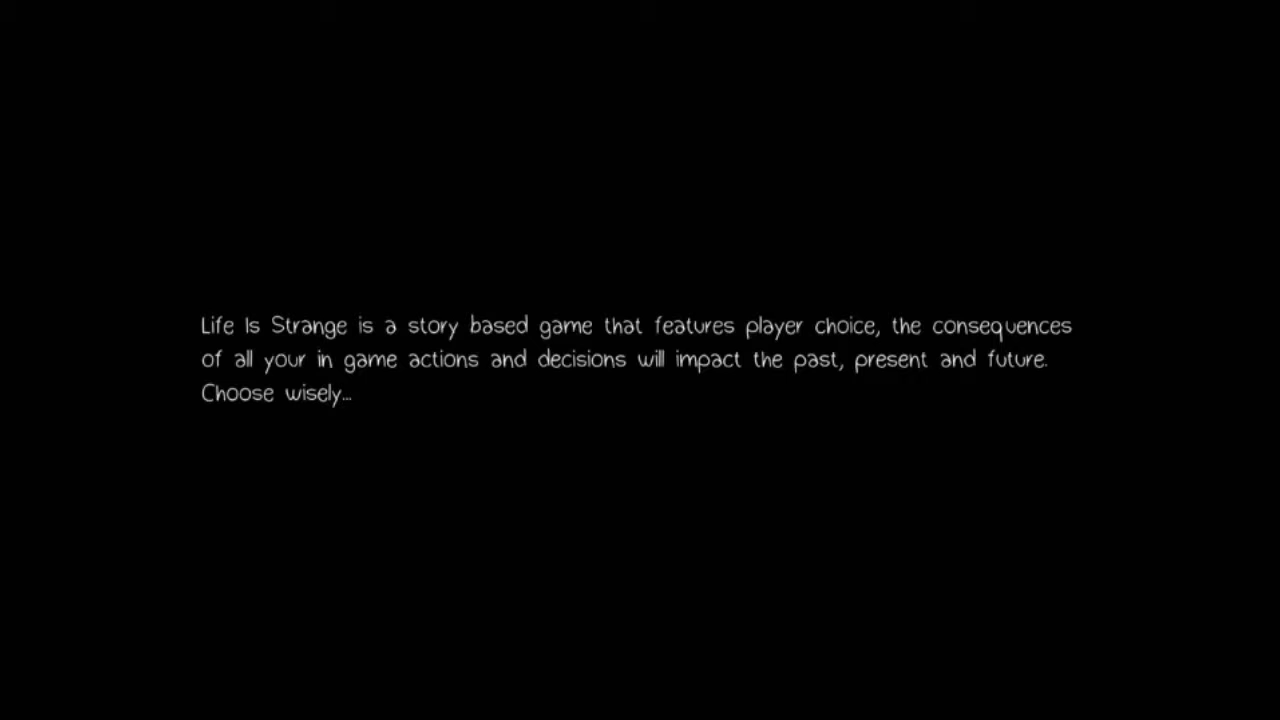 Life Is Strange is a story based game that features player choice, the consequences
of all your in game actions and decisions will impact the past, present and future.
Choose wisely...